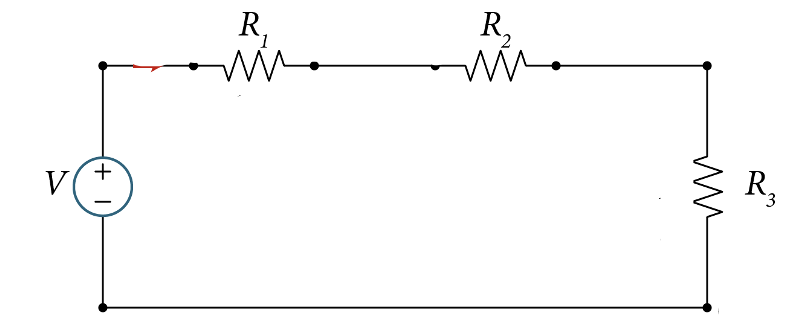 R1
R2
V
+
−
R3